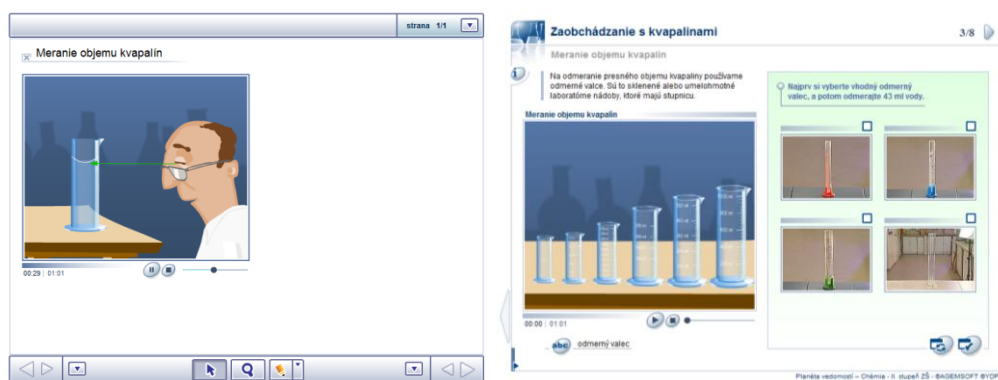 strana 1/1
Meranie objemu kvapalín
00:29 | 01:01
Zaobchádzanie s kvapalinami
3/8
Meranie objemu kvapalín
Na odmeranie presného objemu kvapaliny používame
odmerné valce. Sú to sklenené alebo umelohmotné
laboratórne nádoby, ktoré majú stupnicu.
Meranie objemu kvapalín
Najprv si vyberte vhodný odmerný
valec, a potom odmerajte 43 ml vody.
00:00 | 01:01
abc odmerný valec
Planéta vedomostí – Chémia - II. stupeň ZŠ - ©AGEMSOFT ©YDP